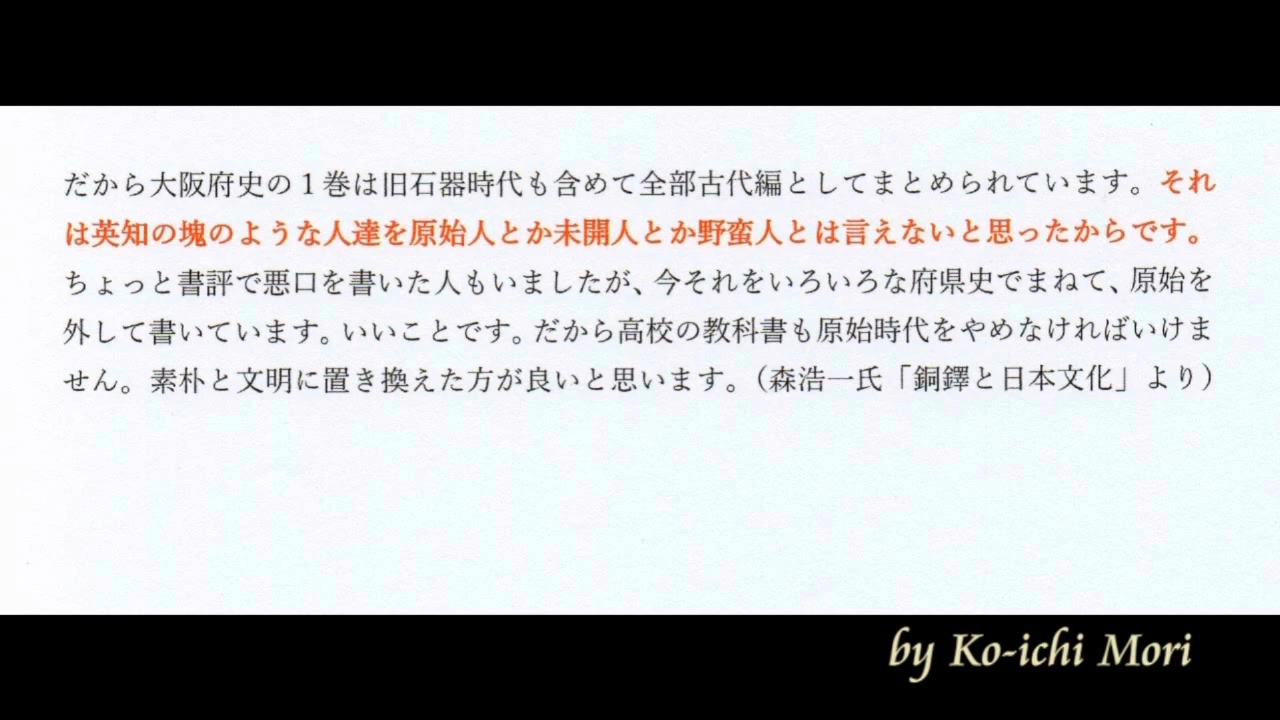 だから大阪府史の１巻は旧石器時代も含めて全部古代編としてまとめられています。それ
は英知の塊のような人達を原始人とか未開人とか野蛮人とは言えないと思ったからです。
ちょっと書評で悪口を書いた人もいましたが、今それをいろいろな府県史でまねて、原始を
外して書いています。いいことです。だから高校の教科書も原始時代をやめなければいけま
せん。素朴と文明に置き換えた方が良いと思います。（森浩一氏「銅鐸と日本文化」より）
by Ko-ichi Mori